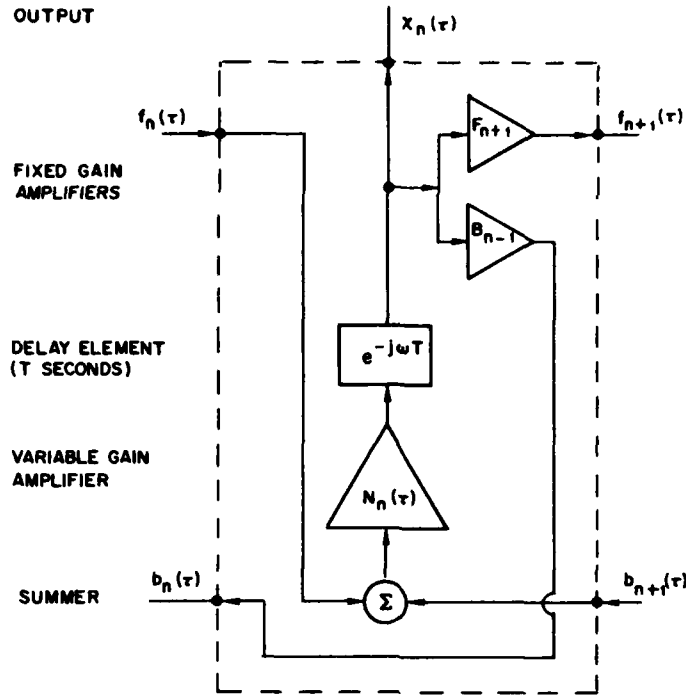 OUTPUT
χn(τ)
fn(τ)
Fn+1
fn+1(τ)
FIXED GAIN
AMPLIFIERS
Bn-1
DELAY ELEMENT
(T SECONDS)
e-jωT
VARIABLE GAIN
AMPLIFIER
Nn(τ)
bn(τ)
bn+1(τ)
SUMMER
Σ